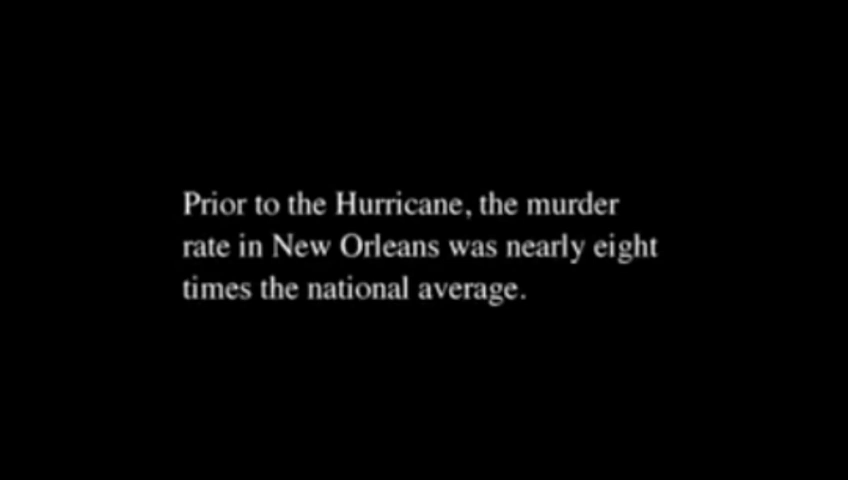 Prior to the Hurricane, the murder
rate in New Orleans was nearly eight
times the national average.